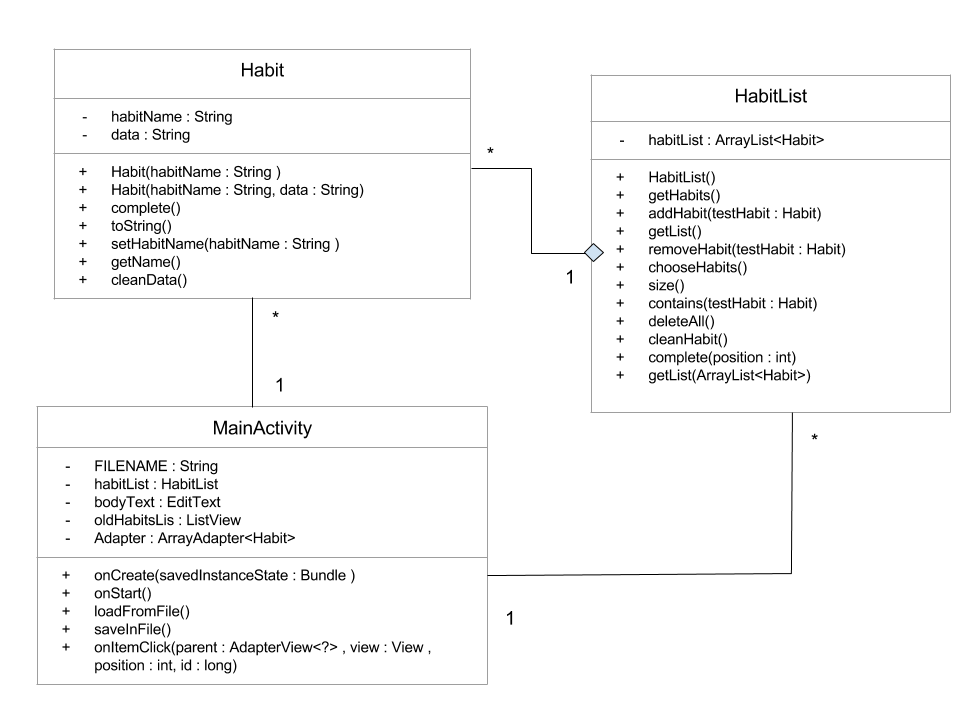 Habit
- habitName : String
- data : String
+ Habit(habitName : String )
+ Habit(habitName : String, data : String)
+ complete()
+ toString()
+ setHabitName(habitName : String )
+ getName()
+ cleanData()
*
1
HabitList
- habitList : ArrayList<Habit>
+ HabitList()
+ getHabits()
+ addHabit(testHabit : Habit)
+ getList()
+ removeHabit(testHabit : Habit)
+ chooseHabits()
+ size()
+ contains(testHabit : Habit)
+ deleteAll()
+ cleanHabit()
+ complete(position : int)
+ getList(ArrayList<Habit>)
*
1
MainActivity
- FILENAME : String
- habitList : HabitList
- bodyText : EditText
- oldHabitsLis : ListView
- Adapter : ArrayAdapter<Habit>
+ onCreate(savedInstanceState : Bundle )
+ onStart()
+ loadFromFile()
+ saveInFile()
+ onItemClick(parent : AdapterView<?> , view : View ,
position : int, id : long)
*
1